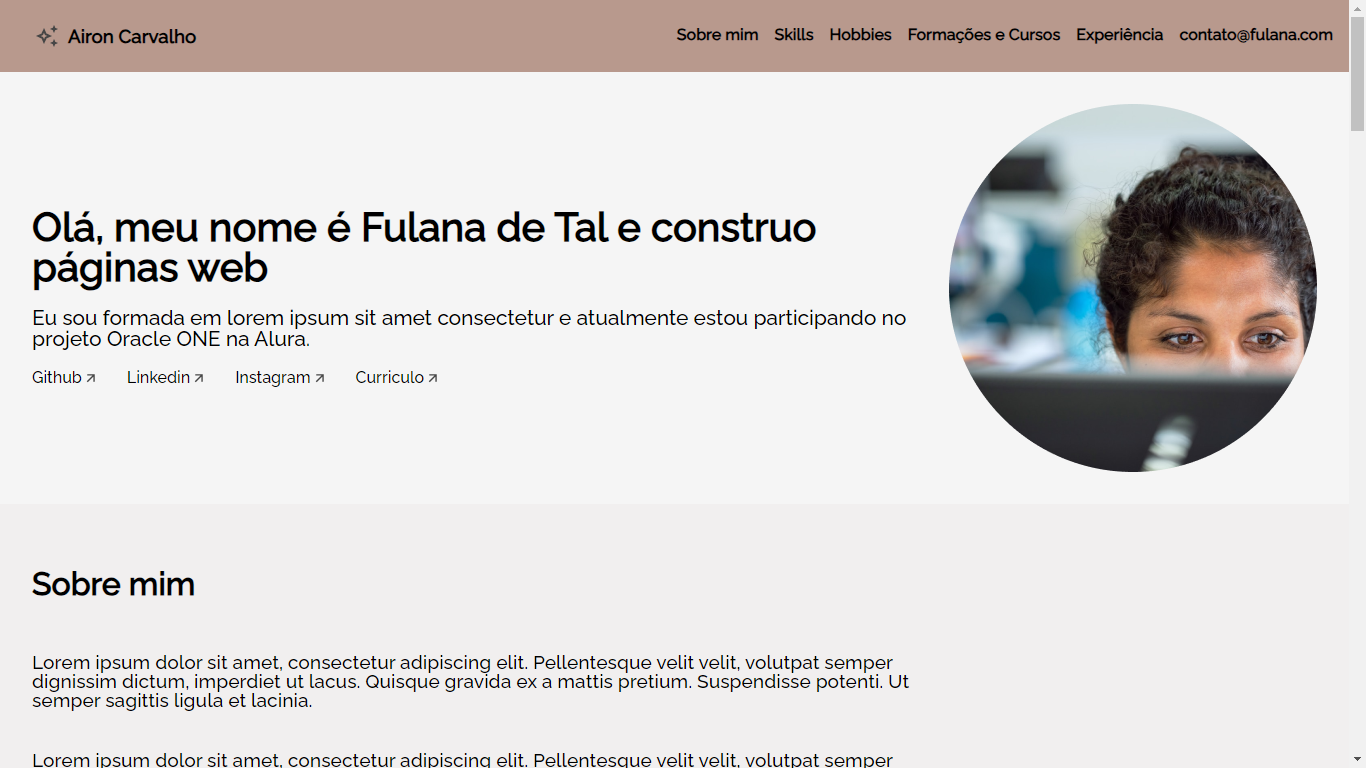 Airon Carvalho
Sobre mim Skills Hobbies Formações e Cursos Experiência contato@fulana.com
Olá, meu nome é Fulana de Tal e construo
páginas web
Eu sou formada em lorem ipsum sit amet consectetur e atualmente estou participando no
projeto Oracle ONE na Alura.
Github Linkedin Instagram Curriculo
Sobre mim
Lorem ipsum dolor sit amet, consectetur adipiscing elit. Pellentesque velit velit, volutpat semper
dignissim dictum, imperdiet ut lacus. Quisque gravida ex a mattis pretium. Suspendisse potenti. Ut
semper sagittis ligula et lacinia.
Lorem ipsum dolor sit amet, consectetur adipiscing elit. Pellentesque velit velit, volutpat semper